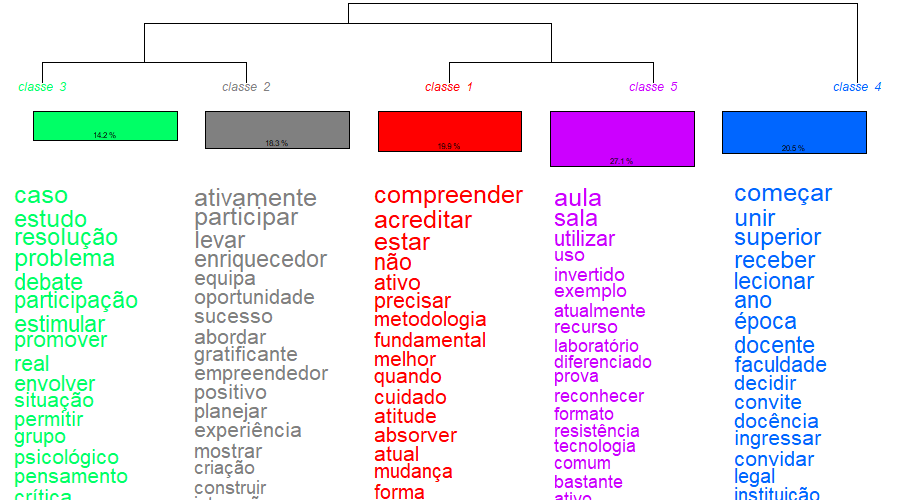 classe 3
classe 2
classe 1
classe 5
classe 4
14.2 %
18.3 %
19.9 %
27.1 %
20.5 %
caso
estudo
resolução
problema
debate
participação
estimular
promover
real
envolver
situação
permitir
grupo
psicológico
pensamento
crítica
ativamente
participar
levar
enriquecedor
equipa
oportunidade
sucesso
abordar
gratificante
empreendedor
positivo
planejar
experiência
mostrar
criação
construir
compreender
acreditar
estar
não
ativo
precisar
metodologia
fundamental
melhor
quando
cuidado
atitude
absorver
atual
mudança
forma
aula
sala
utilizar
uso
invertido
exemplo
atualmente
recurso
laboratório
diferenciado
prova
reconhecer
formato
resistência
tecnologia
comum
bastante
ativo
começar
unir
superior
receber
lecionar
ano
época
docente
faculdade
decidir
convite
docência
ingressar
convidar
legal
instituição